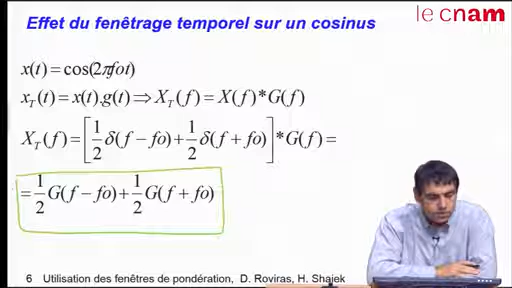 Effet du fenêtrage temporel sur un cosinus
le cnam
x(t) = cos(2πfot)
x_T(t) = x(t).g(t) ⇒ X_T(f) = X(f)*G(f)
X_T(f) = [1/2 δ(f − fo) + 1/2 δ(f + fo)] * G(f) =
= 1/2 G(f − fo) + 1/2 G(f + fo)
6 Utilisation des fenêtres de pondération, D. Roviras, H. Shaiek